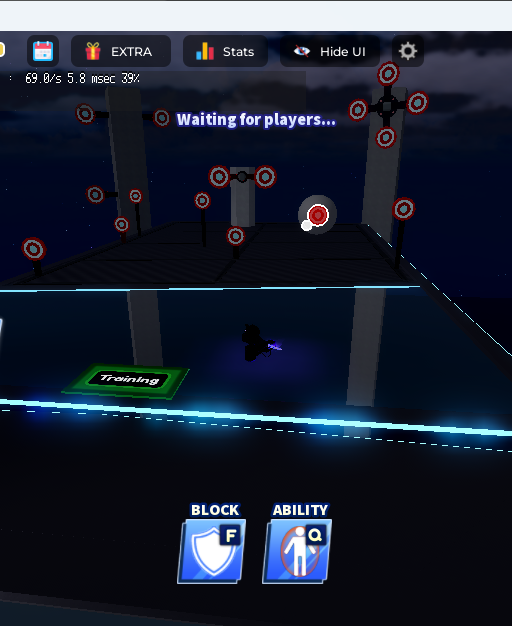 EXTRA
Stats
Hide UI
: 69.0/s 5.8 msec 39%
Waiting for players...
Training
BLOCK
ABILITY
F
Q